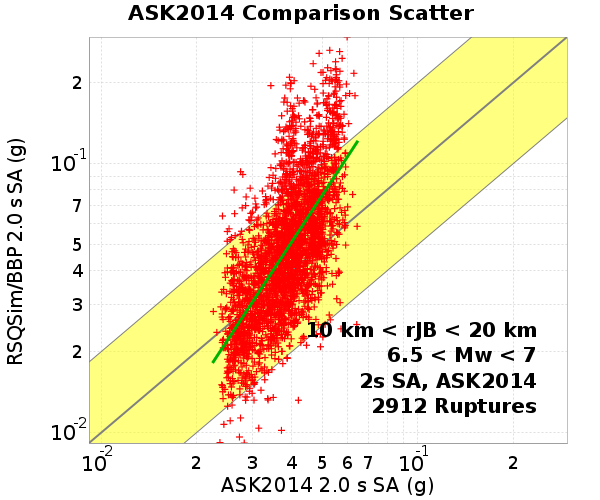 ASK2014 Comparison Scatter
RSQSim/BBP 2.0 s SA (g)
2
10-1
7
5
4
3
2
10-2
10 km < rJB < 20 km
6.5 < Mw < 7
2s SA, ASK2014
2912 Ruptures
10-2 2 3 4 5 6 7 10-1 2
ASK2014 2.0 s SA (g)